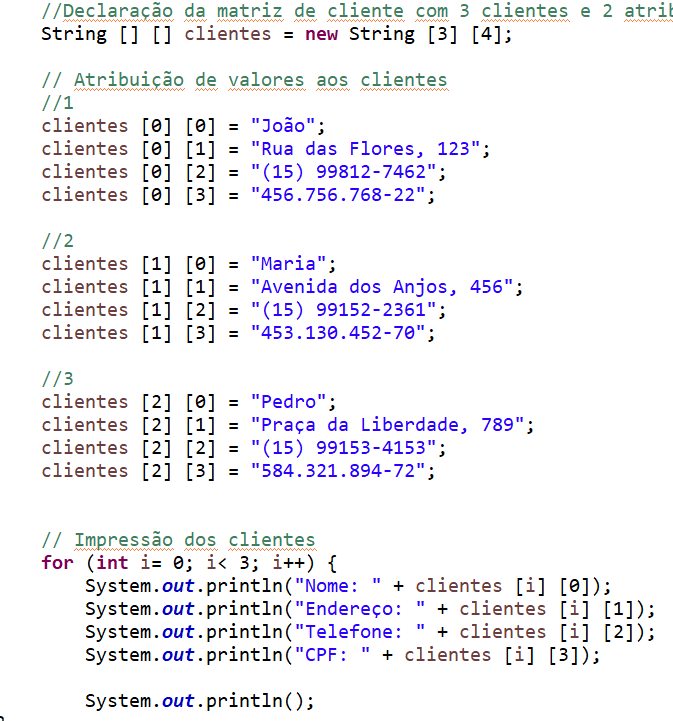 //Declaração da matriz de cliente com 3 clientes e 2
String [] [] clientes = new String [3] [4];
// Atribuição de valores aos clientes
//1
clientes [0] [0] = "João";
clientes [0] [1] = "Rua das Flores, 123";
clientes [0] [2] = "(15) 99812-7462";
clientes [0] [3] = "456.756.768-22";
//2
clientes [1] [0] = "Maria";
clientes [1] [1] = "Avenida dos Anjos, 456";
clientes [1] [2] = "(15) 99152-2361";
clientes [1] [3] = "453.130.452-70";
//3
clientes [2] [0] = "Pedro";
clientes [2] [1] = "Praça da Liberdade, 789";
clientes [2] [2] = "(15) 99153-4153";
clientes [2] [3] = "584.321.894-72";
// Impressão dos clientes
for (int i= 0; i< 3; i++) {
System.out.println("Nome: " + clientes [i] [0]);
System.out.println("Endereço: " + clientes [i] [1]);
System.out.println("Telefone: " + clientes [i] [2]);
System.out.println("CPF: " + clientes [i] [3]);
System.out.println();